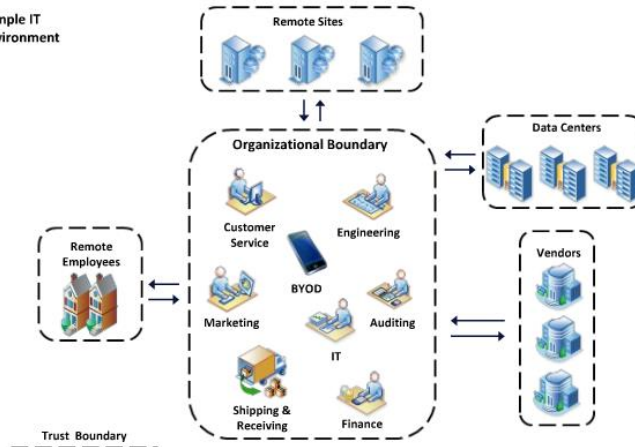 mple IT
vironment
Remote Sites
Organizational Boundary
Data Centers
Customer
Service
Engineering
Remote
Employees
BYOD
Vendors
Marketing
Auditing
IT
Shipping &
Receiving
Finance
Trust Boundary